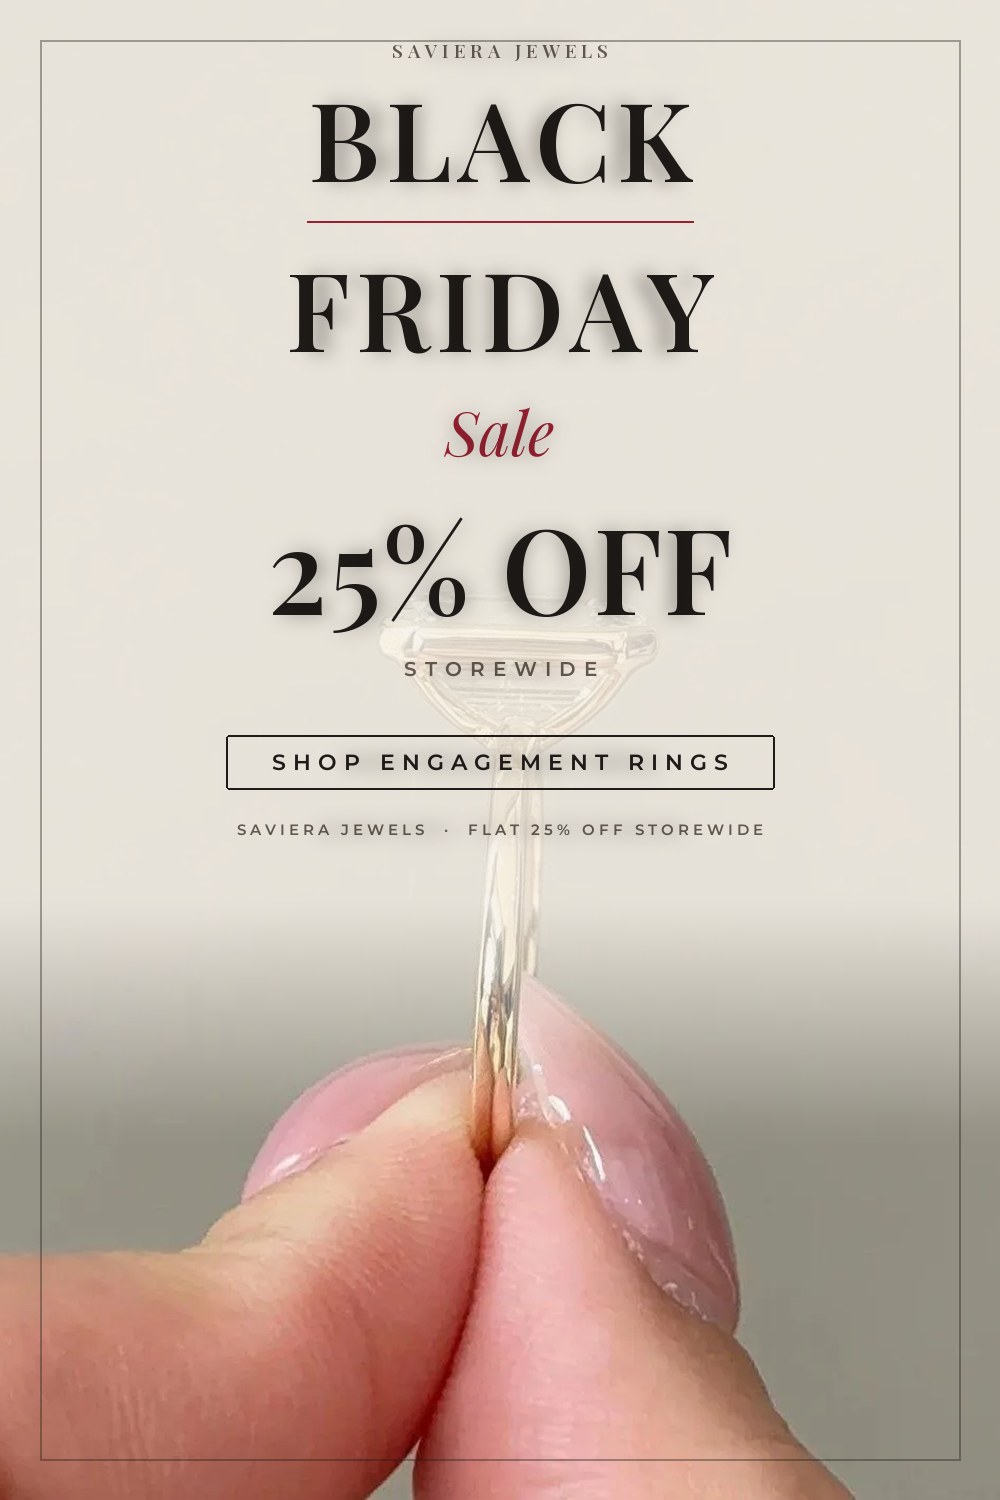 SAVIERA JEWELS
BLACK
FRIDAY
Sale
25% OFF
STOREWIDE
SHOP ENGAGEMENT RINGS
SAVIERA JEWELS · FLAT 25% OFF STOREWIDE